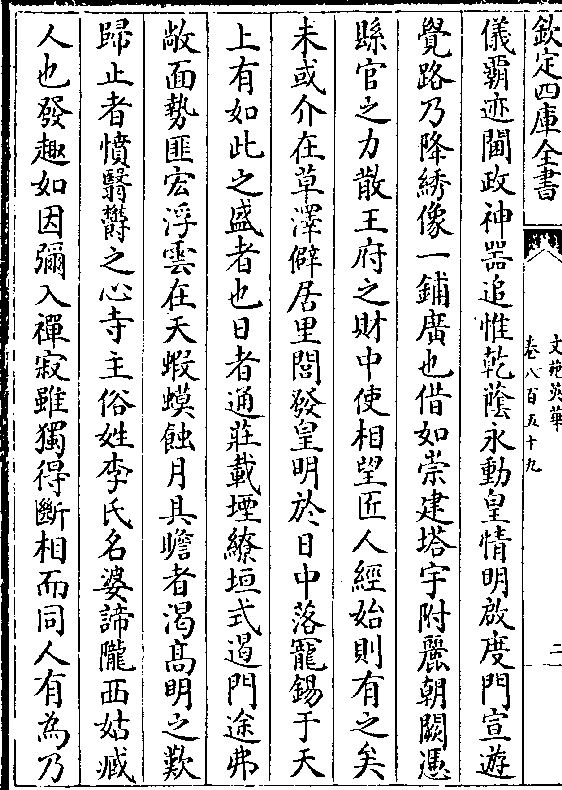 欽定四庫全書
文苑英華
卷八百五十九
二
儀霸迹閫政神器追惟乾蔭永動皇情明啟度門宣遊
覺路乃降綉像一鋪廣也借如崇建塔宇附麗朝闕憑
縣官之力散王府之財中使相望匠人經始則有之矣
未或介在草澤僻居里閭發皇明於日中落寵錫于天
上有如此之盛者也日者通莊載堙繚垣式遏門途弗
敞面勢匪宏浮雲在天蝦蟆蝕月具瞻者渴髙明之歎
歸止者憤翳欝之心寺主俗姓李氏名婆諦隴西姑臧
人也發趣如因彌入禪寂雖獨得斷相而同人有為乃